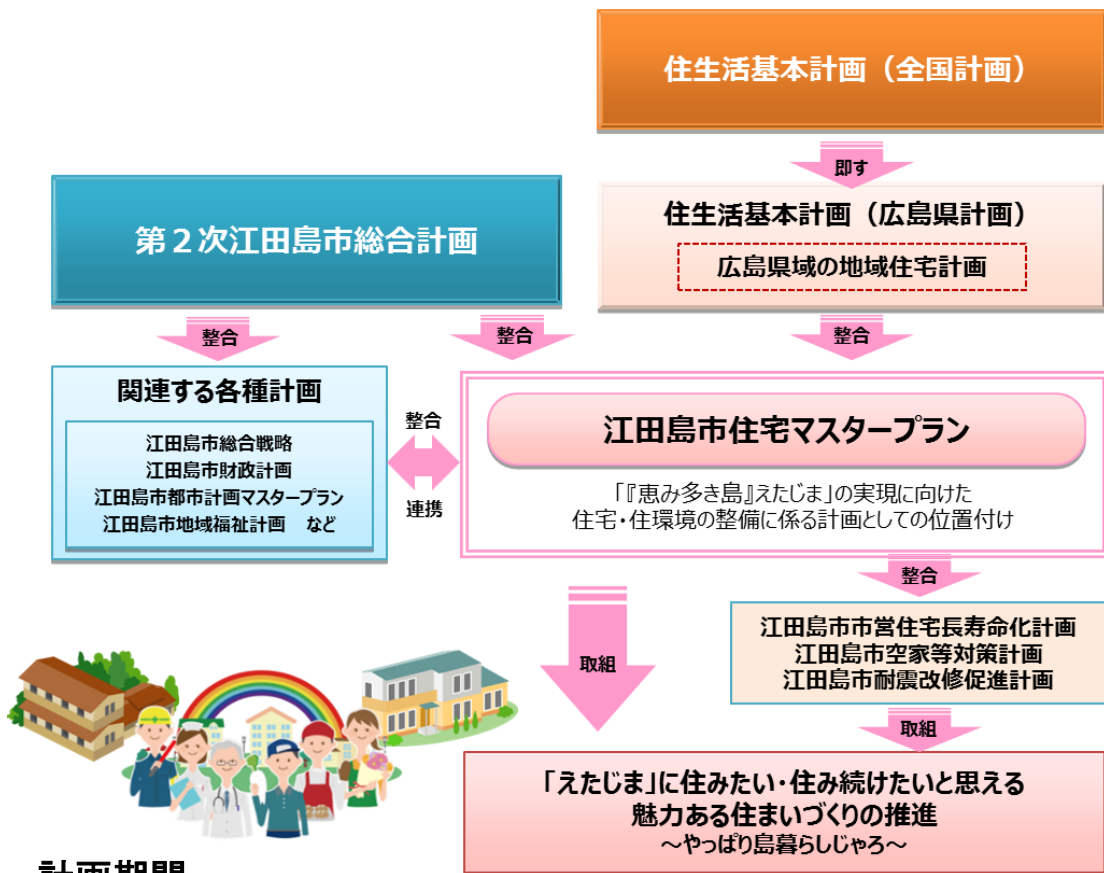 住生活基本計画（全国計画）
即す
住生活基本計画（広島県計画）
広島県域の地域住宅計画
第２次江田島市総合計画
整合
整合
整合
関連する各種計画
江田島市総合戦略
江田島市財政計画
江田島市都市計画マスタープラン
江田島市地域福祉計画　など
整合
連携
江田島市住宅マスタープラン
「『恵み多き島』えたじま」の実現に向けた
住宅・住環境の整備に係る計画としての位置付け
整合
取組
江田島市市営住宅長寿命化計画
江田島市空家等対策計画
江田島市耐震改修促進計画
取組
「えたじま」に住みたい・住み続けたいと思える
魅力ある住まいづくりの推進
～やっぱり島暮らしじゃろ～
計画期間